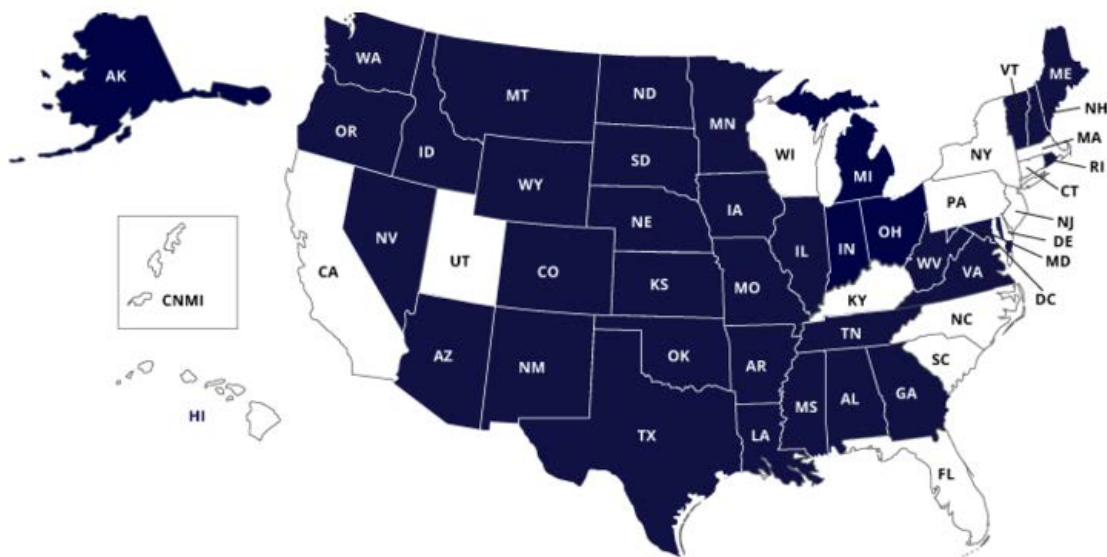 AK
WA
MT
ND
MN
VT
ME
NH
MA
RI
CT
NJ
DE
MD
DC
OR
ID
SD
WI
MI
NY
WY
PA
IA
NE
NV
UT
CO
IL
IN
OH
WV
VA
CA
CNMI
KS
MO
KY
NC
TN
SC
AZ
NM
OK
AR
HI
MS
AL
GA
TX
LA
FL